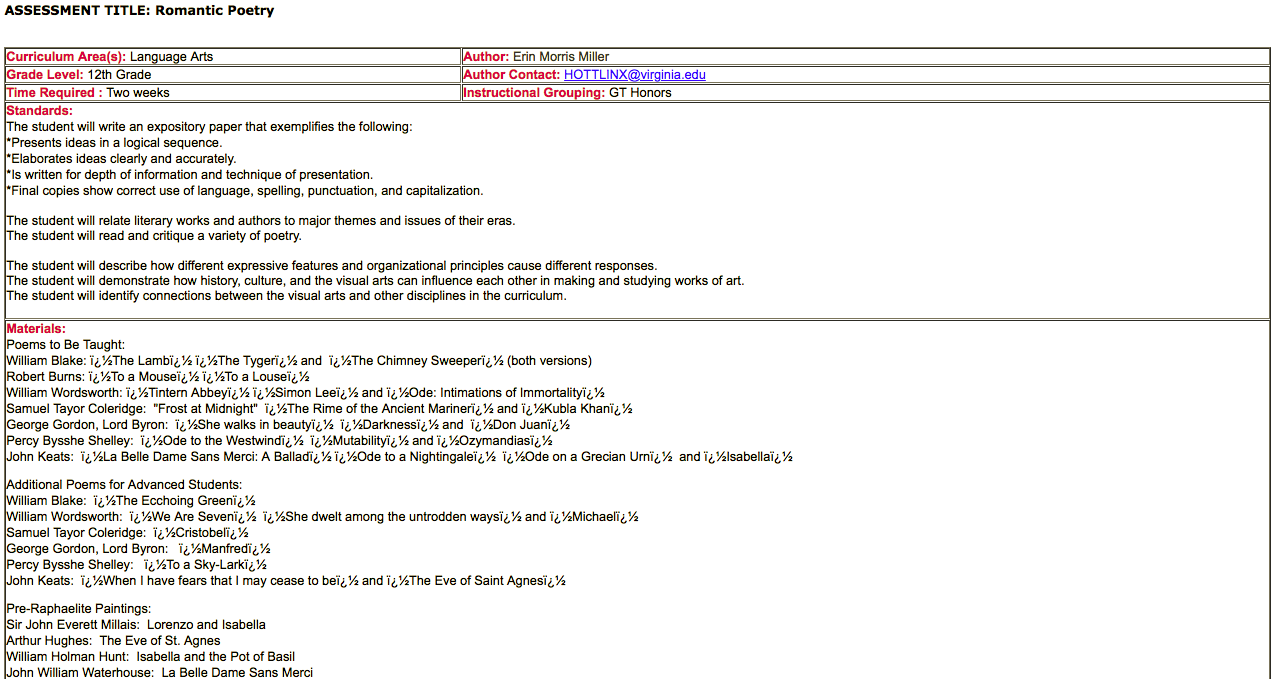 ASSESSMENT TITLE: Romantic Poetry
Curriculum Area(s): Language Arts
Author: Erin Morris Miller
Grade Level: 12th Grade
Author Contact: HOTTLINX@virginia.edu
Time Required : Two weeks
Instructional Grouping: GT Honors
Standards:
The student will write an expository paper that exemplifies the following:
*Presents ideas in a logical sequence.
*Elaborates ideas clearly and accurately.
*Is written for depth of information and technique of presentation.
*Final copies show correct use of language, spelling, punctuation, and capitalization.
The student will relate literary works and authors to major themes and issues of their eras.
The student will read and critique a variety of poetry.
The student will describe how different expressive features and organizational principles cause different responses.
The student will demonstrate how history, culture, and the visual arts can influence each other in making and studying works of art.
The student will identify connections between the visual arts and other disciplines in the curriculum.
Materials:
Poems to Be Taught:
William Blake: ï¿½The Lambï¿½ ï¿½The Tygerï¿½ and ï¿½The Chimney Sweeperï¿½ (both versions)
Robert Burns: ï¿½To a Mouseï¿½ ï¿½To a Louseï¿½
William Wordsworth: ï¿½Tintern Abbeyï¿½ ï¿½Simon Leeï¿½ and ï¿½Ode: Intimations of Immortalityï¿½
Samuel Tayor Coleridge: "Frost at Midnight" ï¿½The Rime of the Ancient Marinerï¿½ and ï¿½Kubla Khanï¿½
George Gordon, Lord Byron: ï¿½She walks in beautyï¿½ ï¿½Darknessï¿½ and ï¿½Don Juanï¿½
Percy Bysshe Shelley: ï¿½Ode to the Westwindï¿½ ï¿½Mutabilityï¿½ and ï¿½Ozymandiasï¿½
John Keats: ï¿½La Belle Dame Sans Merci: A Balladï¿½ ï¿½Ode to a Nightingaleï¿½ ï¿½Ode on a Grecian Urnï¿½ and ï¿½Isabellaï¿½
Additional Poems for Advanced Students:
William Blake: ï¿½The Ecchoing Greenï¿½
William Wordsworth: ï¿½We Are Sevenï¿½ ï¿½She dwelt among the untrodden waysï¿½ and ï¿½Michaelï¿½
Samuel Tayor Coleridge: ï¿½Cristobelï¿½
George Gordon, Lord Byron: ï¿½Manfredï¿½
Percy Bysshe Shelley: ï¿½To a Sky-Larkï¿½
John Keats: ï¿½When I have fears that I may cease to beï¿½ and ï¿½The Eve of Saint Agnesï¿½
Pre-Raphaelite Paintings:
Sir John Everett Millais: Lorenzo and Isabella
Arthur Hughes: The Eve of St. Agnes
William Holman Hunt: Isabella and the Pot of Basil
John William Waterhouse: La Belle Dame Sans Merci